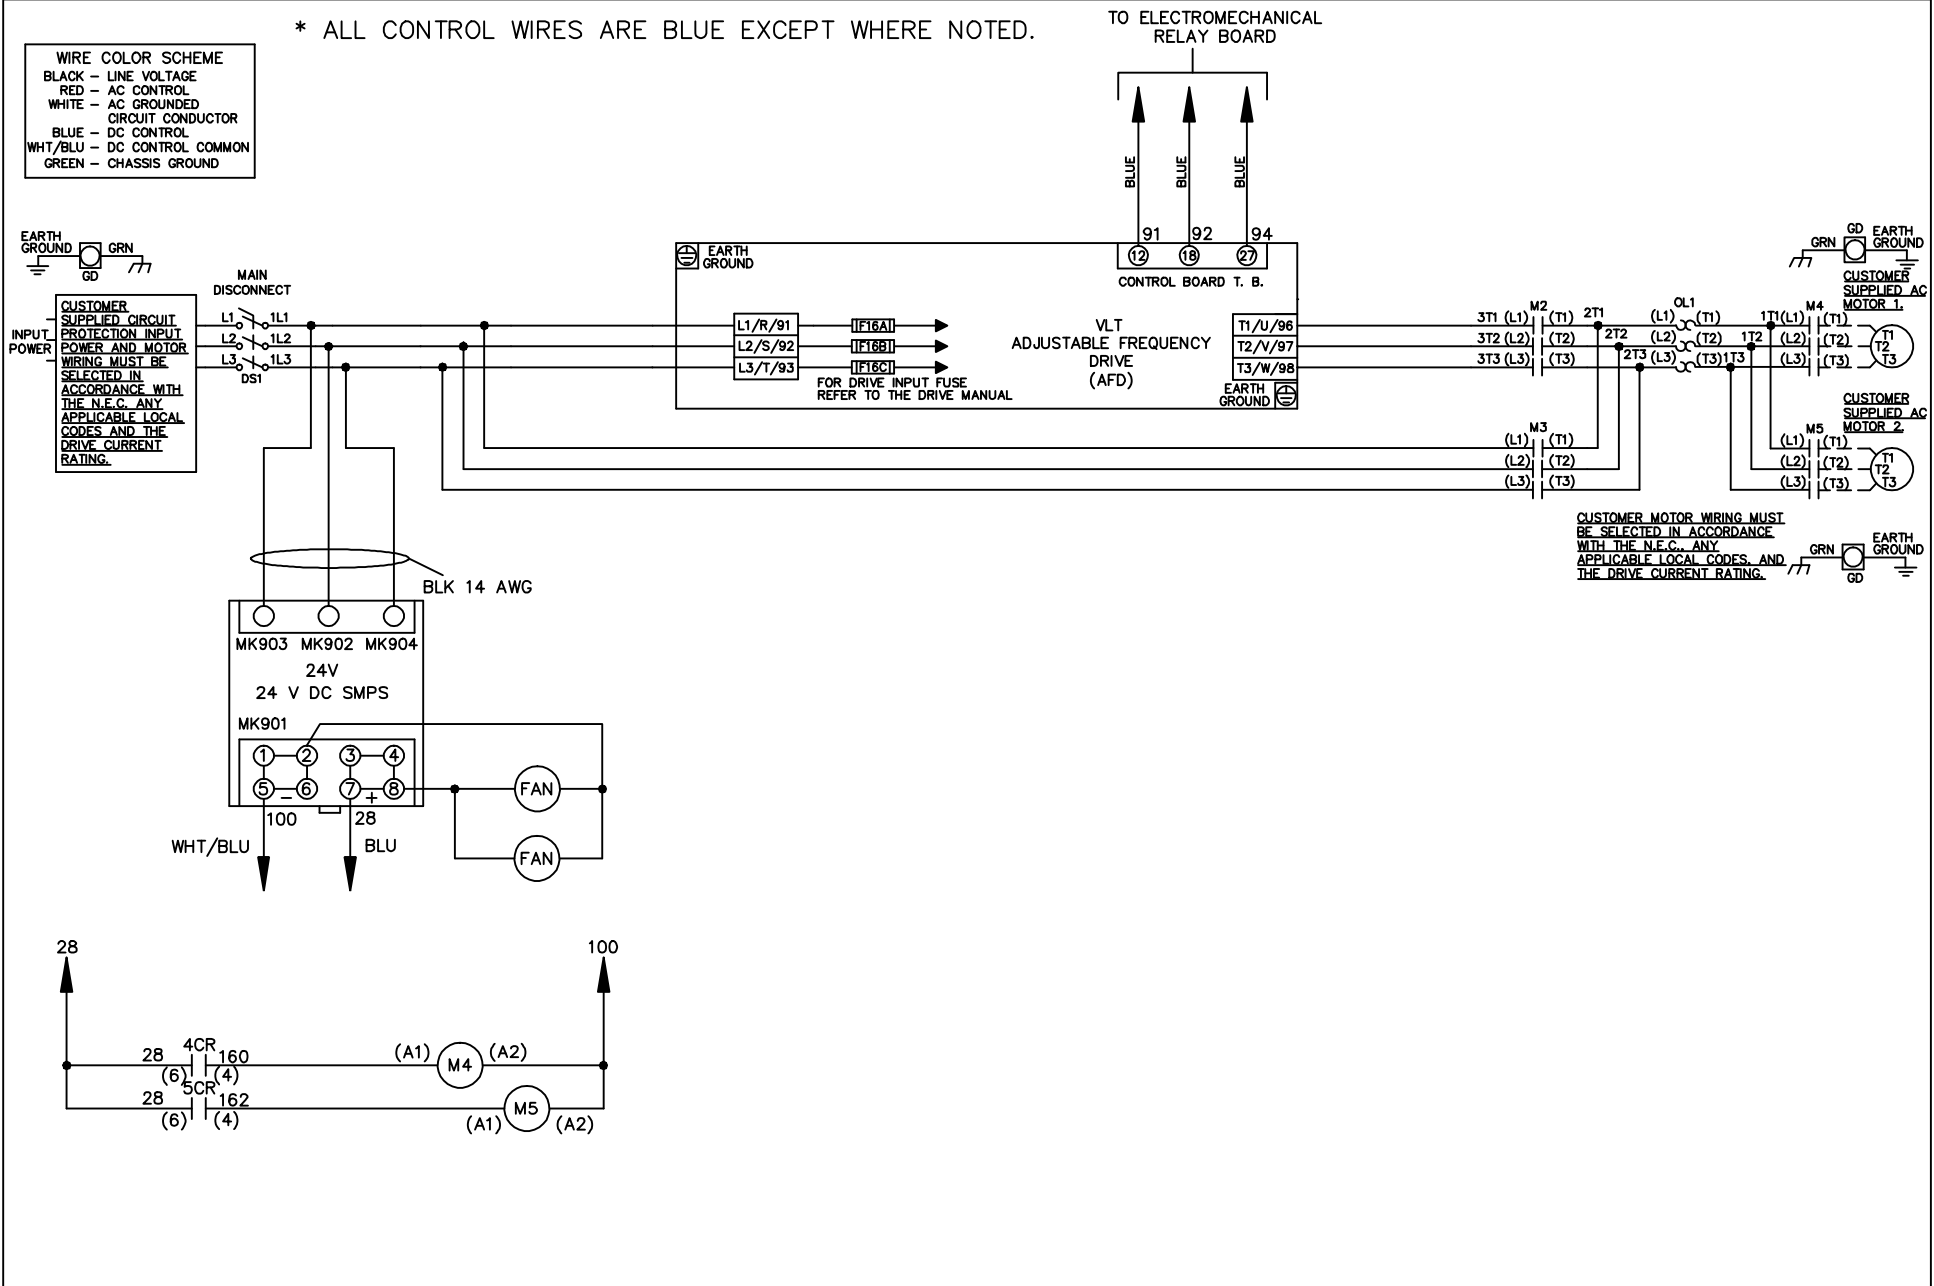 * ALL CONTROL WIRES ARE BLUE EXCEPT WHERE NOTED.
WIRE COLOR SCHEME
BLACK – LINE VOLTAGE
RED – AC CONTROL
WHITE – AC GROUNDED
CIRCUIT CONDUCTOR
BLUE – DC CONTROL
WHT/BLU – DC CONTROL COMMON
GREEN – CHASSIS GROUND
TO ELECTROMECHANICAL
RELAY BOARD
BLUE
BLUE
BLUE
91 92 94
12 18 27
CONTROL BOARD T. B.
EARTH
GROUND
GRN
GD
INPUT
POWER
CUSTOMER
SUPPLIED CIRCUIT
PROTECTION INPUT
POWER AND MOTOR
WIRING MUST BE
SELECTED IN
ACCORDANCE WITH
THE N.E.C. ANY
APPLICABLE LOCAL
CODES AND THE
DRIVE CURRENT
RATING.
MAIN
DISCONNECT
L1 1L1
L2 1L2
L3 1L3
DS1
EARTH
GROUND
L1/R/91
L2/S/92
L3/T/93
F16A
F16B
F16C
FOR DRIVE INPUT FUSE
REFER TO THE DRIVE MANUAL
VLT
ADJUSTABLE FREQUENCY
DRIVE
(AFD)
T1/U/96
T2/V/97
T3/W/98
EARTH
GROUND
M2
3T1 (L1) (T1) 2T1
3T2 (L2) (T2) 2T2
3T3 (L3) (T3) 2T3
OL1
(L1) (T1) 1T1
(L2) (T2) 1T2
(L3) (T3) 1T3
M4
(L1) (T1)
(L2) (T2)
(L3) (T3)
T1
T2
T3
GRN
GD
EARTH
GROUND
CUSTOMER
SUPPLIED AC
MOTOR 1.
M3
(L1) (T1)
(L2) (T2)
(L3) (T3)
CUSTOMER
SUPPLIED AC
MOTOR 2.
M5
(L1) (T1)
(L2) (T2)
(L3) (T3)
T1
T2
T3
CUSTOMER MOTOR WIRING MUST
BE SELECTED IN ACCORDANCE
WITH THE N.E.C., ANY
APPLICABLE LOCAL CODES, AND
THE DRIVE CURRENT RATING.
GRN
GD
EARTH
GROUND
BLK 14 AWG
MK903 MK902 MK904
24V
24 V DC SMPS
MK901
1 2 3 4
5 – 6 7 + 8
100 28
WHT/BLU BLU
FAN
FAN
28 100
28 4CR 160
(6) (4)
(A1) M4 (A2)
28 5CR 162
(6) (4)
(A1) M5 (A2)